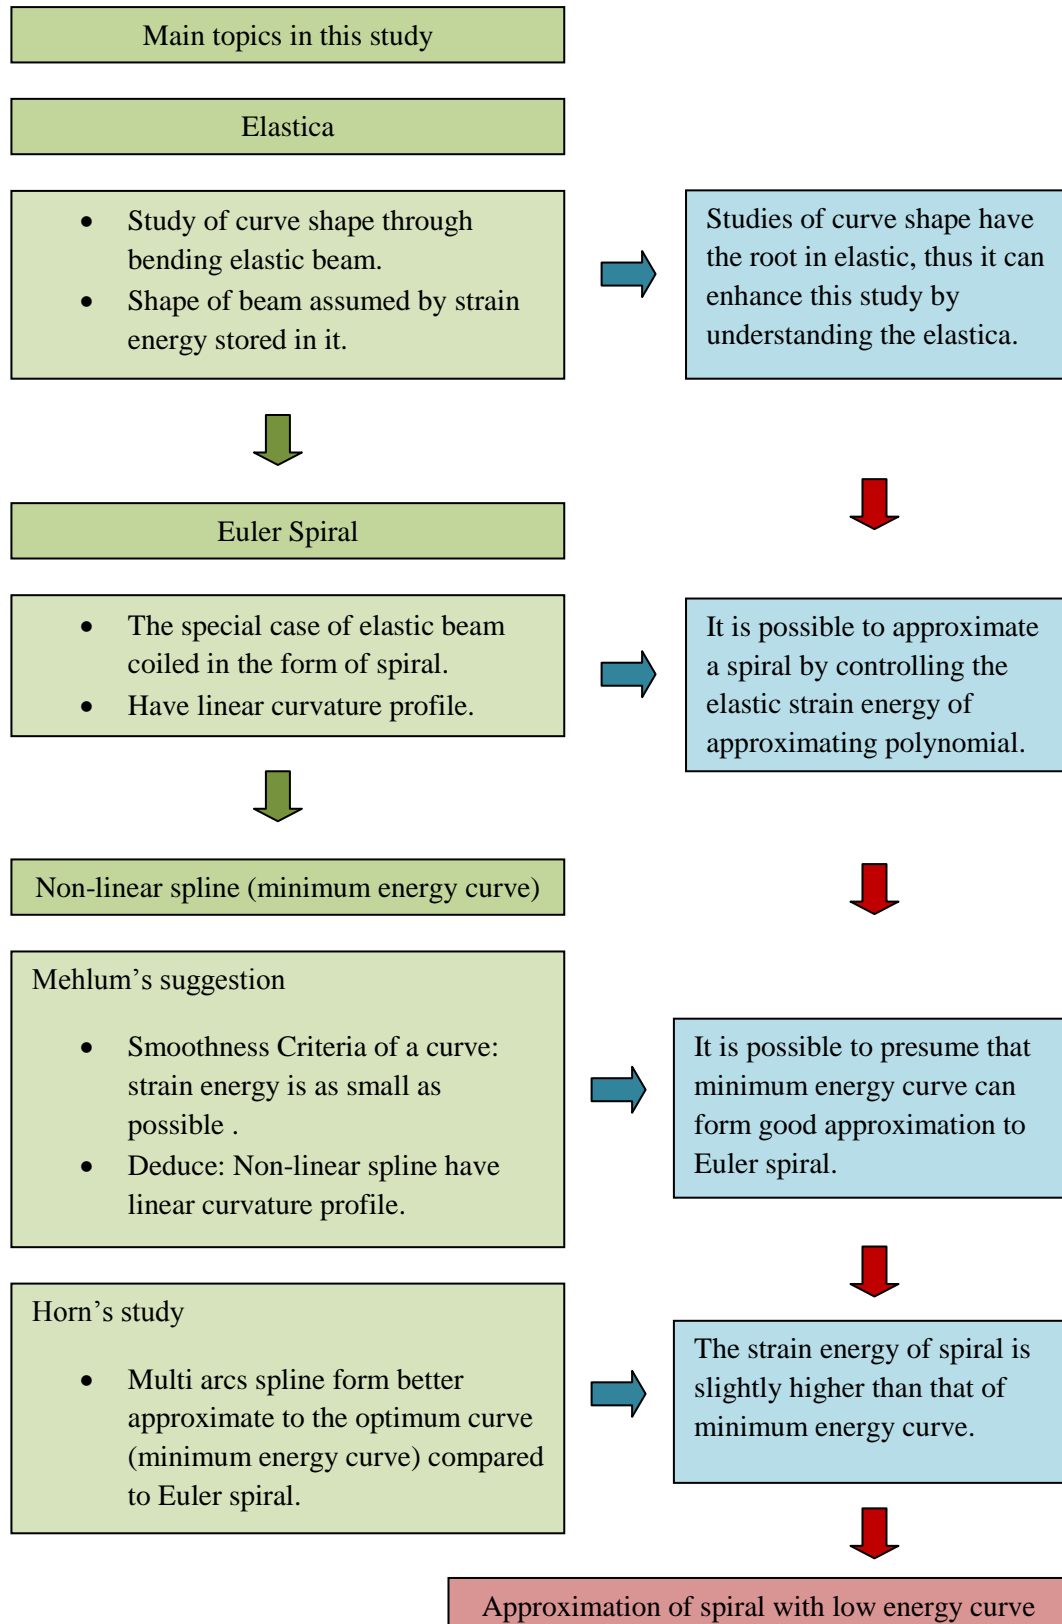 Main topics in this study
Elastica
• Study of curve shape through
bending elastic beam.
• Shape of beam assumed by strain
energy stored in it.
Studies of curve shape have
the root in elastic, thus it can
enhance this study by
understanding the elastica.
Euler Spiral
• The special case of elastic beam
coiled in the form of spiral.
• Have linear curvature profile.
It is possible to approximate
a spiral by controlling the
elastic strain energy of
approximating polynomial.
Non-linear spline (minimum energy curve)
Mehlum’s suggestion
• Smoothness Criteria of a curve:
strain energy is as small as
possible .
• Deduce: Non-linear spline have
linear curvature profile.
It is possible to presume that
minimum energy curve can
form good approximation to
Euler spiral.
Horn’s study
• Multi arcs spline form better
approximate to the optimum curve
(minimum energy curve) compared
to Euler spiral.
The strain energy of spiral is
slightly higher than that of
minimum energy curve.
Approximation of spiral with low energy curve